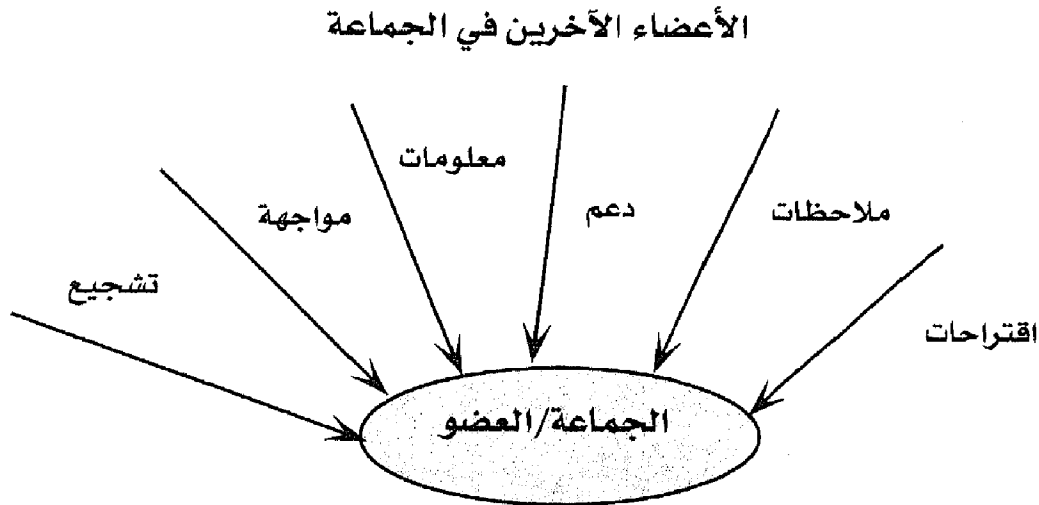 الأعضاء الآخرين في الجماعة
معلومات
مواجهة
دعم
ملاحظات
تشجيع
اقتراحات
الجماعة/العضو